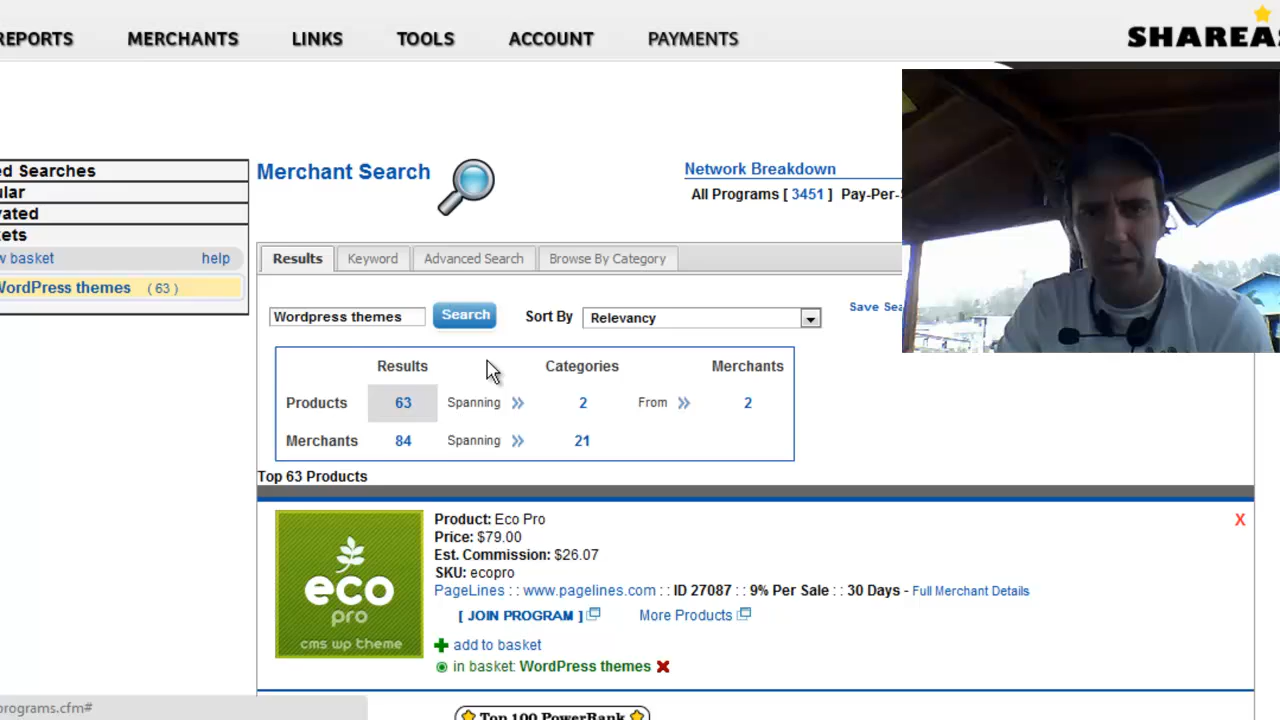 REPORTS MERCHANTS LINKS TOOLS ACCOUNT PAYMENTS SHAREAS
ed Searches
ular
vated
kets
w basket help
WordPress themes ( 63 )
Merchant Search
Network Breakdown
All Programs [ 3451 ] Pay-Per-S
Results Keyword Advanced Search Browse By Category
Wordpress themes Search Sort By Relevancy Save Sea
Results Categories Merchants
Products 63 Spanning » 2 From » 2
Merchants 84 Spanning » 21
Top 63 Products
Product: Eco Pro X
Price: $79.00
Est. Commission: $26.07
SKU: ecopro
PageLines : : www.pagelines.com : : ID 27087 : : 9% Per Sale : : 30 Days - Full Merchant Details
[ JOIN PROGRAM ] More Products
add to basket
in basket: WordPress themes
eco
pro
cms wp theme
Top 100 PowerRank
programs.cfm#